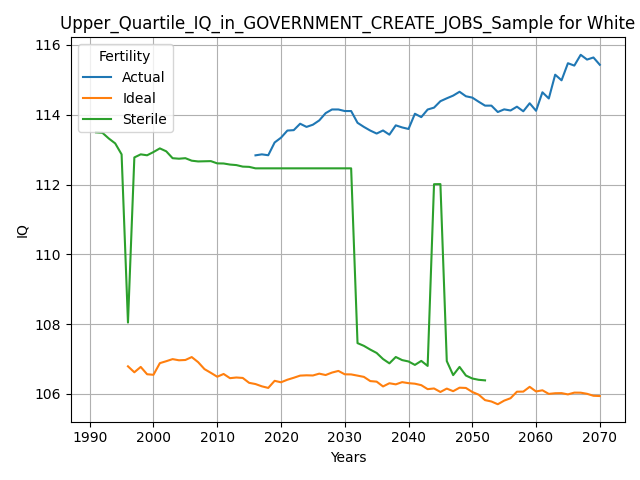 Upper_Quartile_IQ_in_GOVERNMENT_CREATE_JOBS_Sample for White
Fertility
Actual
Ideal
Sterile
116
114
112
110
108
106
IQ
1990 2000 2010 2020 2030 2040 2050 2060 2070
Years